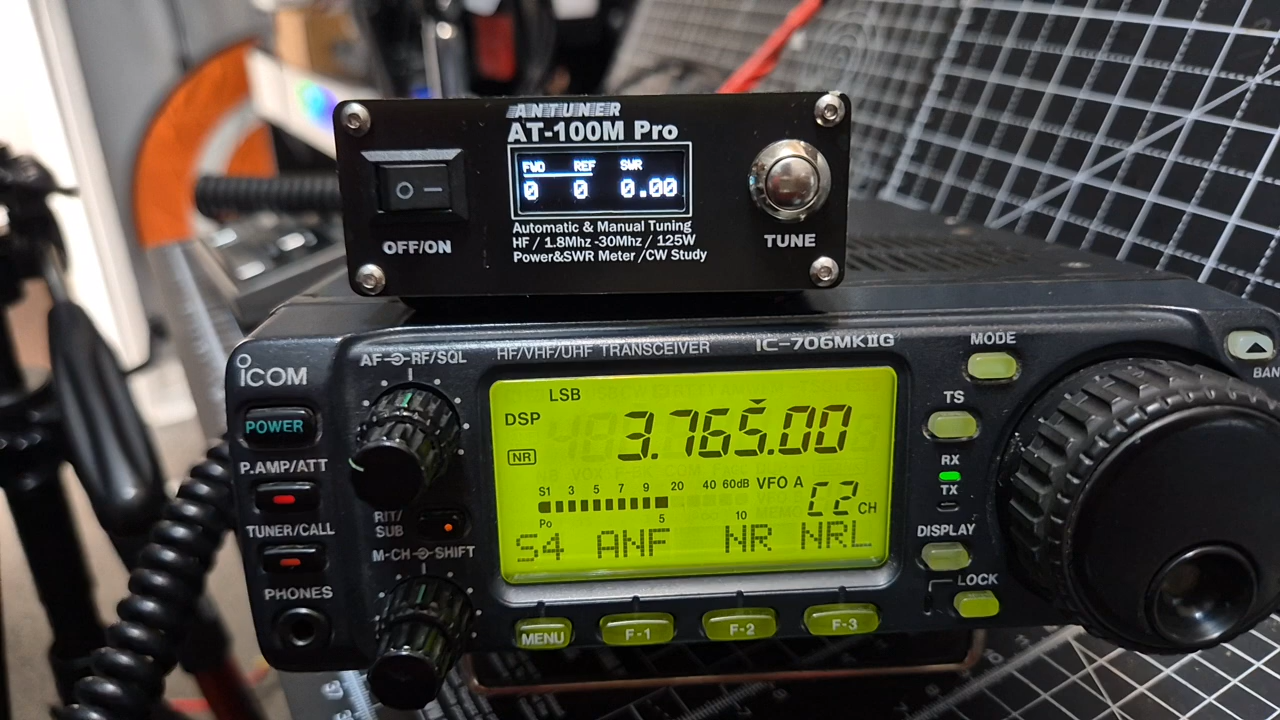 ANTUNER
AT-100M Pro
FWD REF SWR
0 0 0.00
Automatic & Manual Tuning
HF / 1.8Mhz -30Mhz / 125W
Power&SWR Meter /CW Study
OFF/ON
TUNE
ICOM
AF RF/SQL
HF/VHF/UHF TRANSCEIVER
IC-706MKIIG
MODE
BAN
POWER
P.AMP/ATT
TUNER/CALL
PHONES
RIT/
SUB
M-CH SHIFT
LSB
DSP
3.765.00
NR
S1 3 5 7 9 20 40 60dB VFO A
C2 CH
Po 5 10
S4 ANF NR NRL
MENU F-1 F-2 F-3
TS
RX
TX
DISPLAY
LOCK